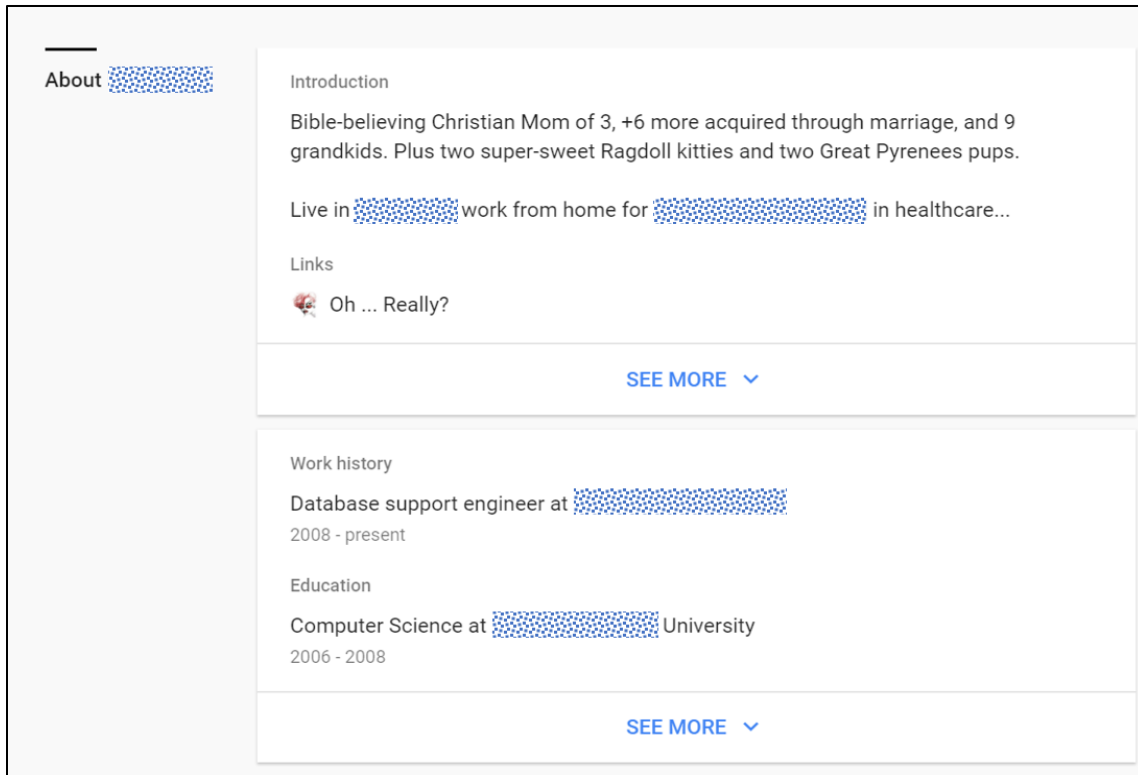 About
Introduction
Bible-believing Christian Mom of 3, +6 more acquired through marriage, and 9
grandkids. Plus two super-sweet Ragdoll kitties and two Great Pyrenees pups.
Live in work from home for in healthcare...
Links
Oh ... Really?
SEE MORE
Work history
Database support engineer at
2008 - present
Education
Computer Science at University
2006 - 2008
SEE MORE